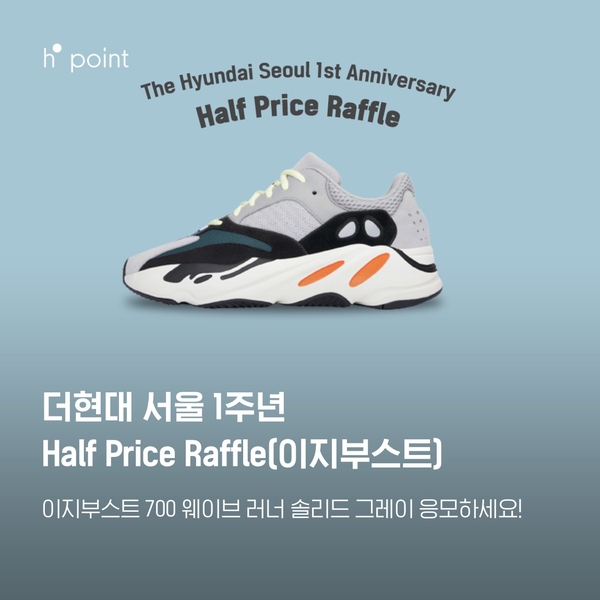 h point
The Hyundai Seoul 1st Anniversary
Half Price Raffle
더현대 서울 1주년
Half Price Raffle(이지부스트)
이지부스트 700 웨이브 러너 솔리드 그레이 응모하세요!